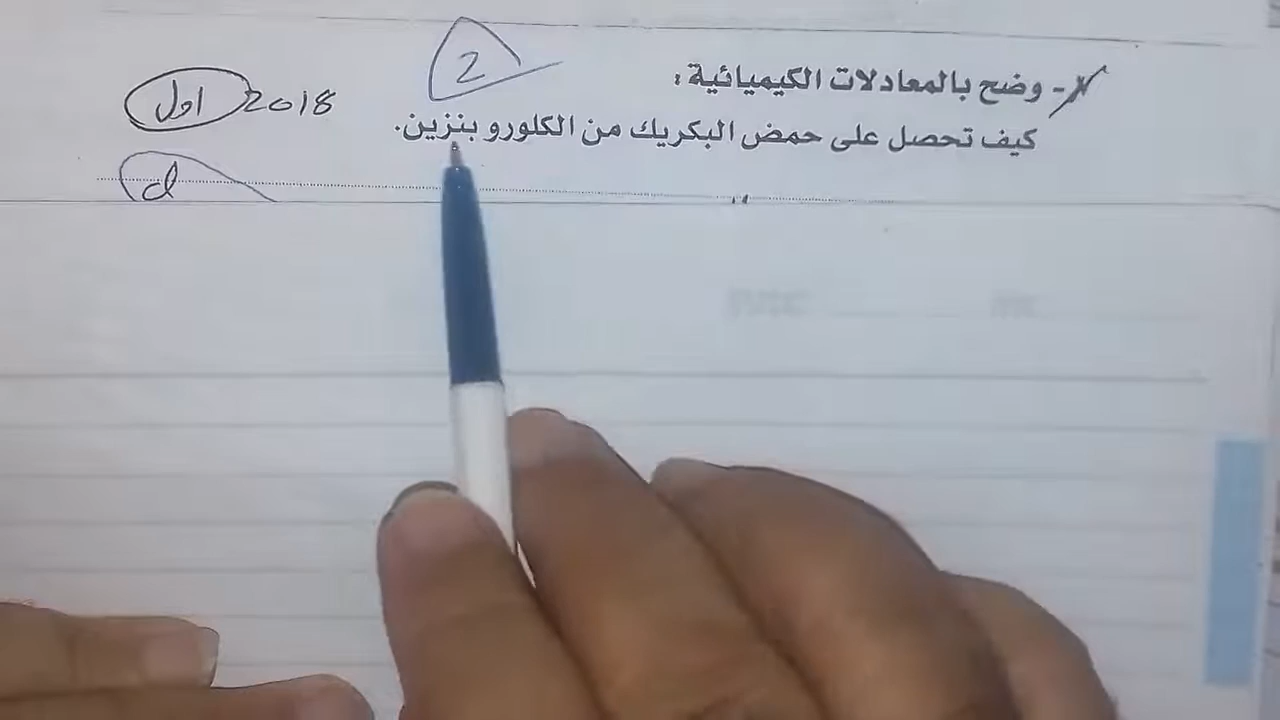 - وضح بالمعادلات الكيميائية :
2
اول 2018
كيف تحصل على حمض البكريك من الكلورو بنزين.
d